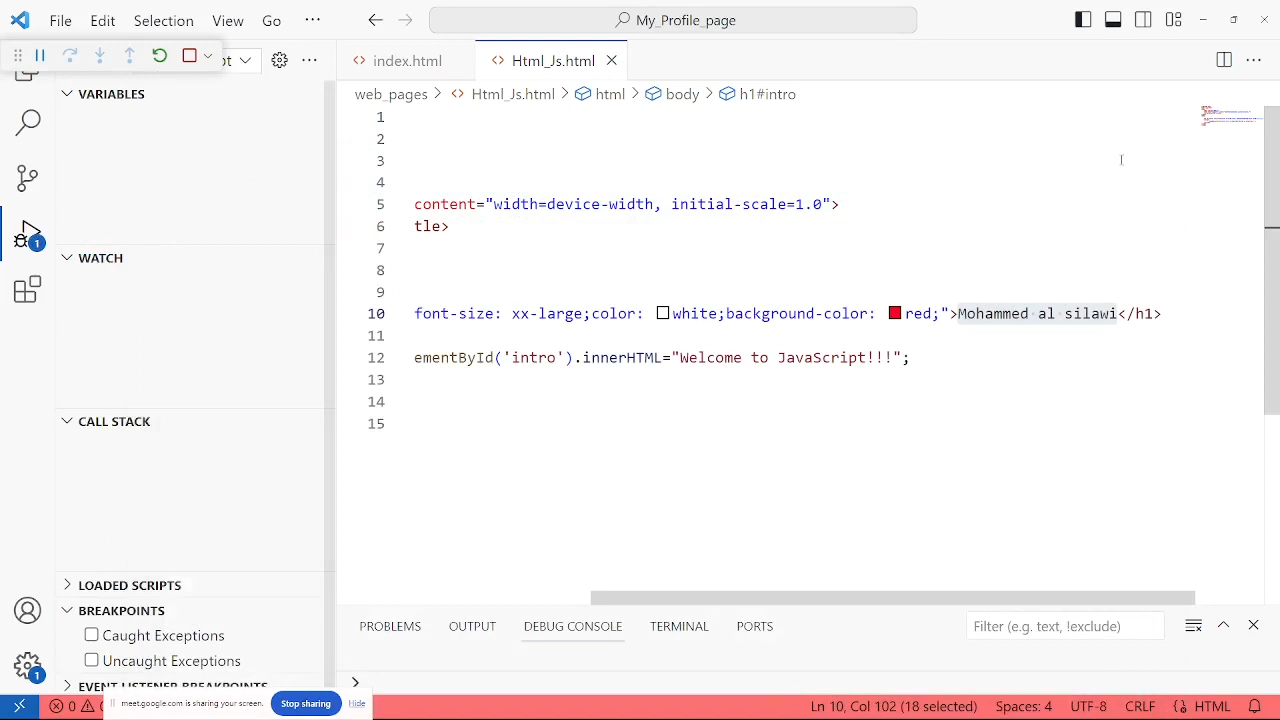 File Edit Selection View Go ··· My_Profile_page
index.html Html_Js.html
web_pages > Html_Js.html > html > body > h1#intro
VARIABLES
WATCH
CALL STACK
LOADED SCRIPTS
BREAKPOINTS
Caught Exceptions
Uncaught Exceptions
EVENT LISTENER BREAKPOINTS
1
2
3
4
5 content="width=device-width, initial-scale=1.0">
6 tle>
7
8
9
10 font-size: xx-large;color: white;background-color: red;">Mohammed al silawi</h1>
11
12 ementById('intro').innerHTML="Welcome to JavaScript!!!";
13
14
15
PROBLEMS OUTPUT DEBUG CONSOLE TERMINAL PORTS Filter (e.g. text, !exclude)
meetgoogle.com is sharing your screen. Stop sharing Hide
0 Ln 10, Col 102 (18 selected) Spaces: 4 UTF-8 CRLF HTML
1
1